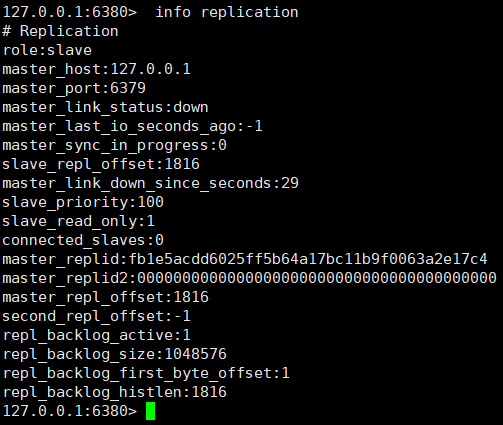 127.0.0.1:6380>  info replication
# Replication
role:slave
master_host:127.0.0.1
master_port:6379
master_link_status:down
master_last_io_seconds_ago:-1
master_sync_in_progress:0
slave_repl_offset:1816
master_link_down_since_seconds:29
slave_priority:100
slave_read_only:1
connected_slaves:0
master_replid:fb1e5acdd6025ff5b64a17bc11b9f0063a2e17c4
master_replid2:0000000000000000000000000000000000000000
master_repl_offset:1816
second_repl_offset:-1
repl_backlog_active:1
repl_backlog_size:1048576
repl_backlog_first_byte_offset:1
repl_backlog_histlen:1816
127.0.0.1:6380>